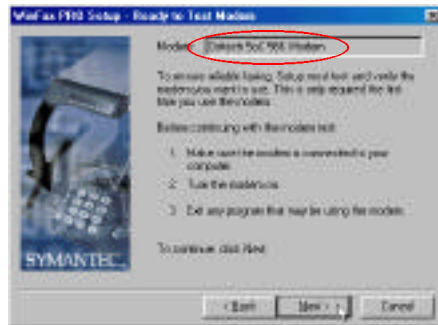 WinFax PRO Setup - Ready to Test Modem
Modem: 56K Modem
To ensure reliable faxing, Setup must test and verify the
modem you want to use. This is only required the first
time you use the modem.
Before continuing with the modem test:
1. Make sure the modem is connected to your
computer.
2. Turn the modem on.
3. Exit any program that may be using the modem.
To continue, click Next.
SYMANTEC.
< Back
Next >
Cancel